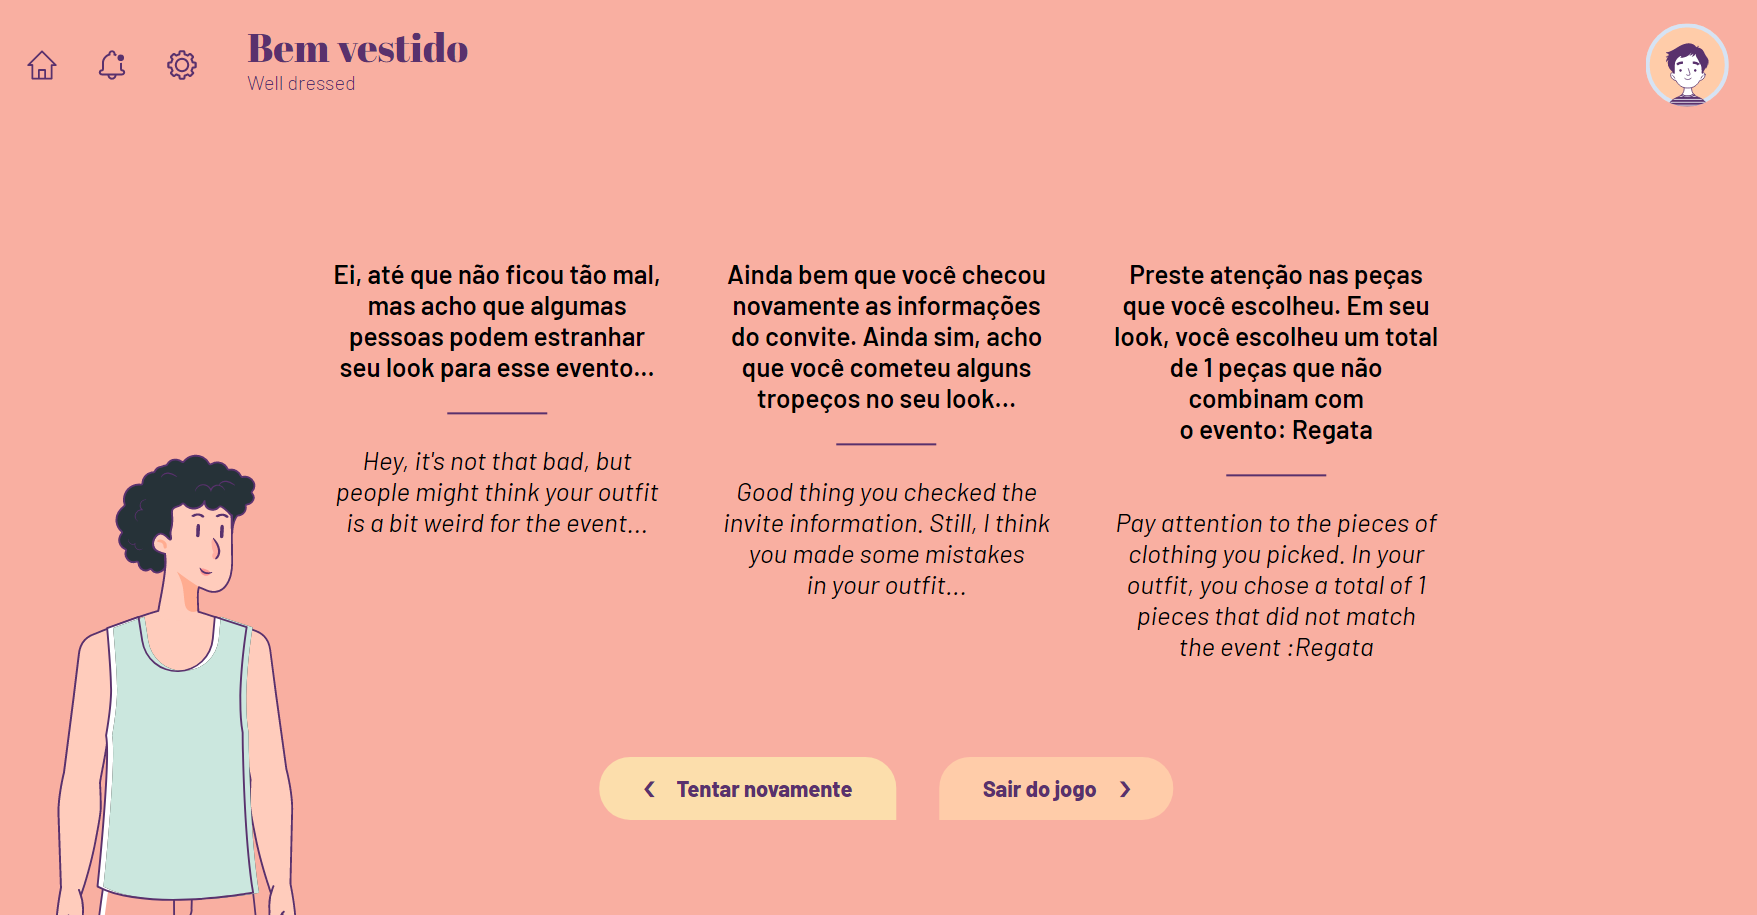 Bem vestido
Well dressed
Ei, até que não ficou tão mal,
mas acho que algumas
pessoas podem estranhar
seu look para esse evento...
Hey, it's not that bad, but
people might think your outfit
is a bit weird for the event...
Ainda bem que você checou
novamente as informações
do convite. Ainda sim, acho
que você cometeu alguns
tropeços no seu look...
Good thing you checked the
invite information. Still, I think
you made some mistakes
in your outfit...
Preste atenção nas peças
que você escolheu. Em seu
look, você escolheu um total
de 1 peças que não
combinam com
o evento: Regata
Pay attention to the pieces of
clothing you picked. In your
outfit, you chose a total of 1
pieces that did not match
the event :Regata
Tentar novamente
Sair do jogo